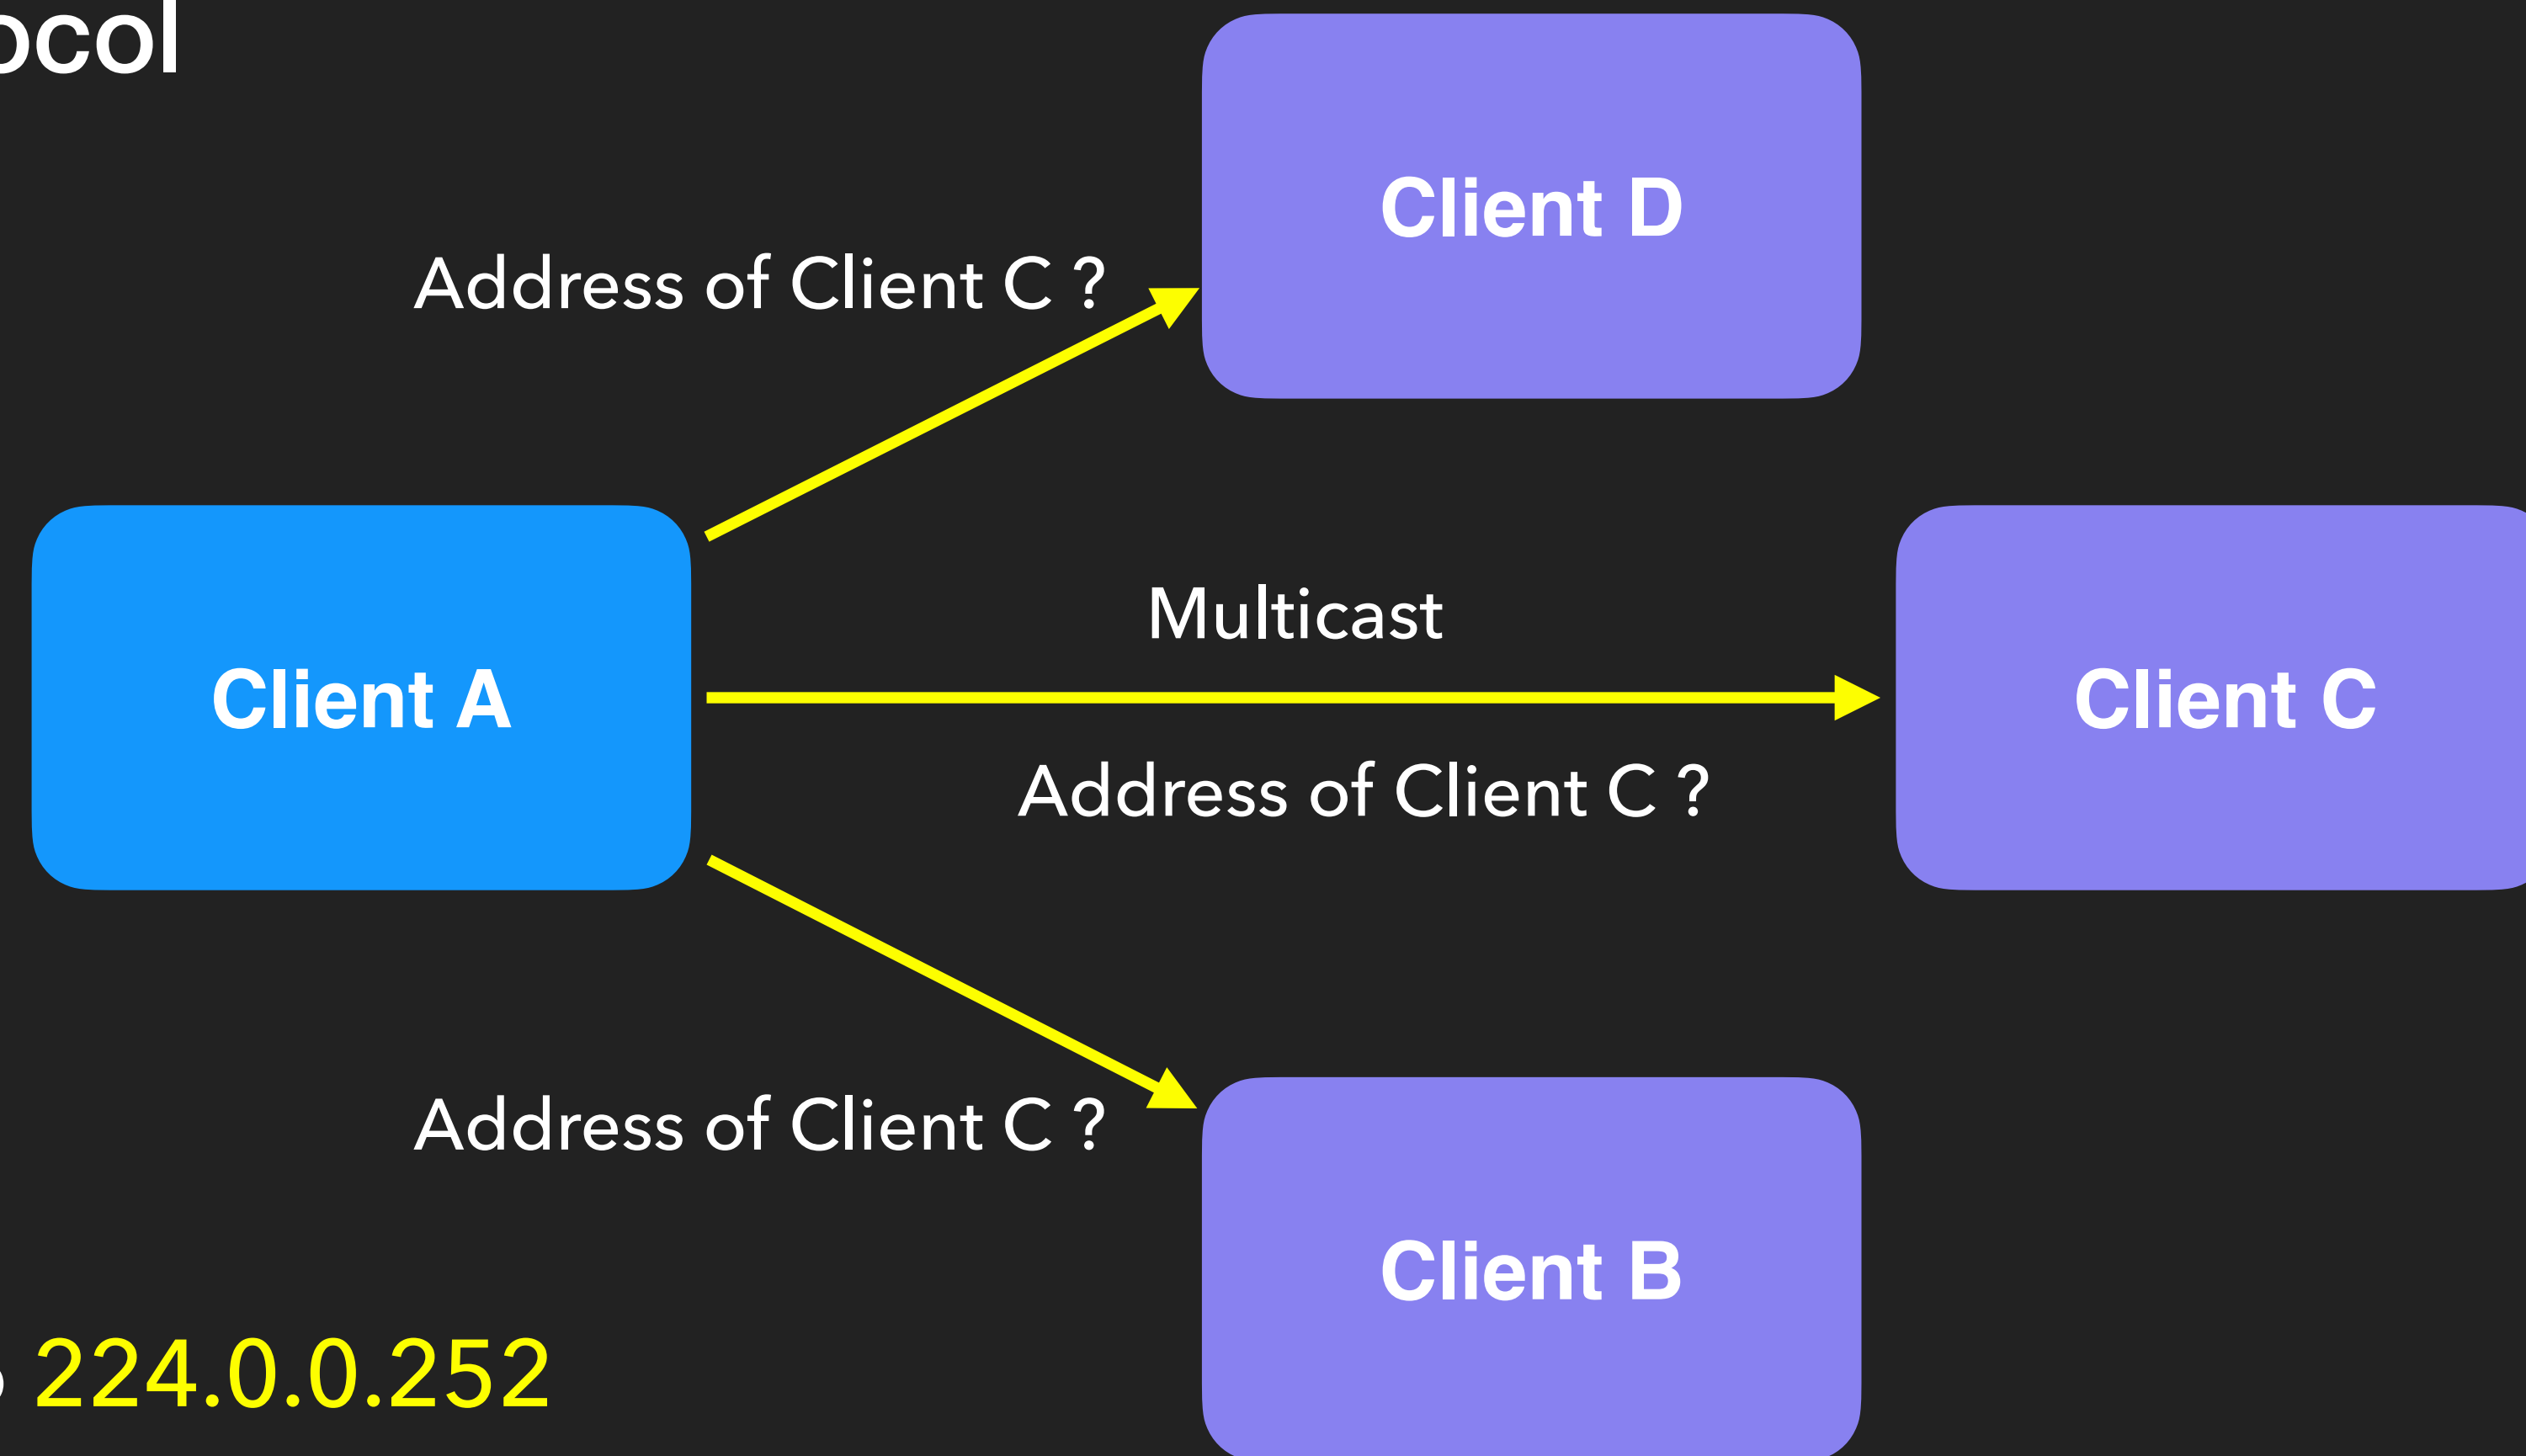 ocol
Client D
Address of Client C ?
Multicast
Client A
Client C
Address of Client C ?
Address of Client C ?
Client B
224.0.0.252